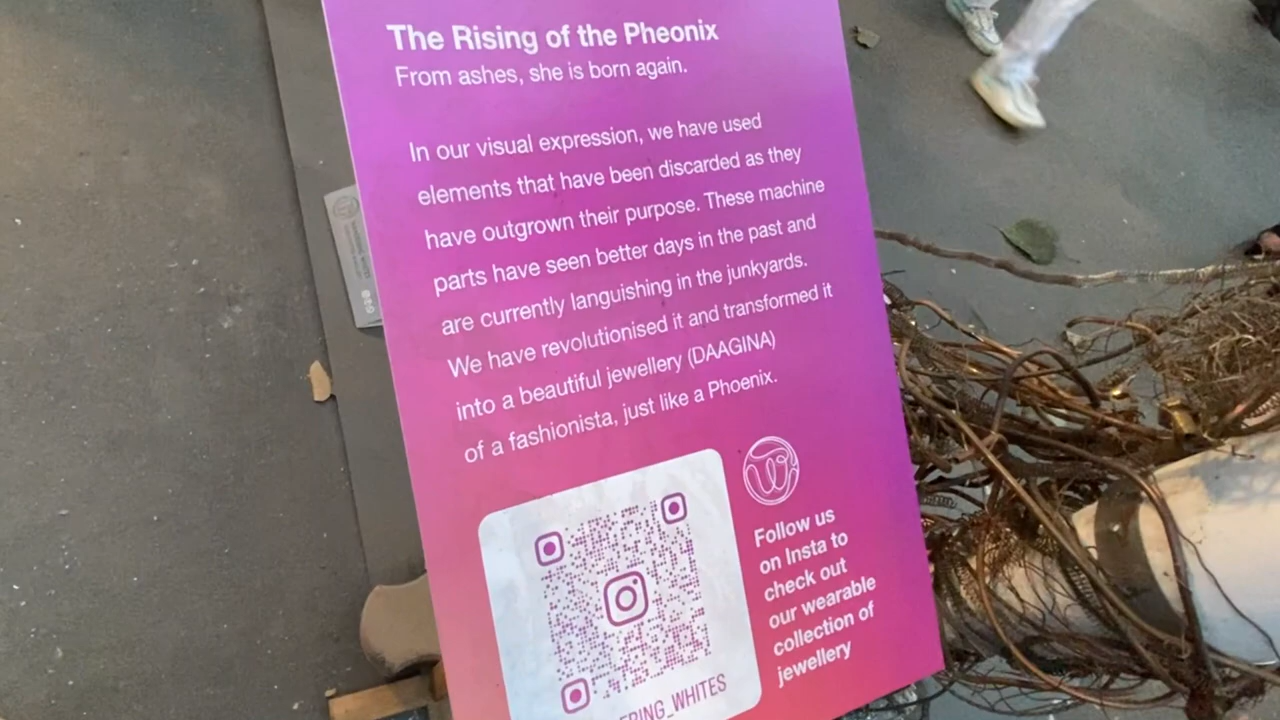 The Rising of the Pheonix
From ashes, she is born again.
In our visual expression, we have used
elements that have been discarded as they
have outgrown their purpose. These machine
parts have seen better days in the past and
are currently languishing in the junkyards.
We have revolutionised it and transformed it
into a beautiful jewellery (DAAGINA)
of a fashionista, just like a Phoenix.
Follow us
on Insta to
check out
our wearable
collection of
jewellery